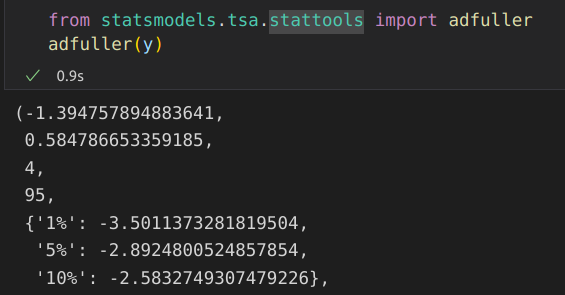 from statsmodels.tsa.stattools import adfuller
adfuller(y)
0.9s
(-1.394757894883641,
0.584786653359185,
4,
95,
{'1%': -3.5011373281819504,
'5%': -2.8924800524857854,
'10%': -2.5832749307479226},